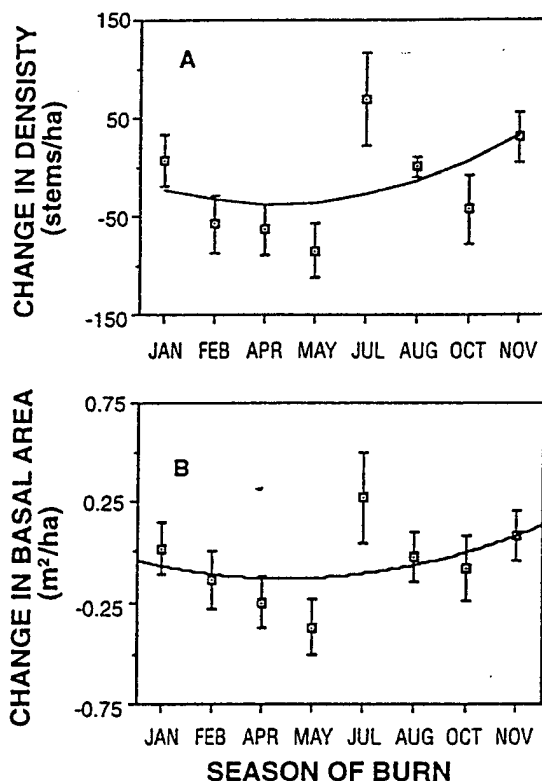 150
A
50
-50
-150
CHANGE IN DENSISTY
(stems/ha)
JAN FEB APR MAY JUL AUG OCT NOV
0.75
B
0.25
-0.25
-0.75
CHANGE IN BASAL AREA
(m²/ha)
JAN FEB APR MAY JUL AUG OCT NOV
SEASON OF BURN